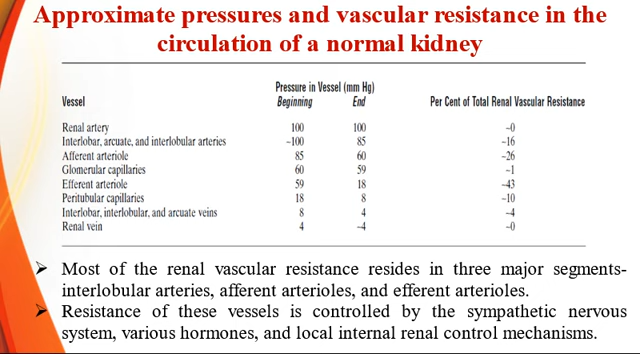 Approximate pressures and vascular resistance in the
circulation of a normal kidney
Pressure in Vessel (mm Hg)
Vessel Beginning End Per Cent of Total Renal Vascular Resistance
Renal artery 100 100 ~0
Interlobar, arcuate, and interlobular arteries ~100 85 ~16
Afferent arteriole 85 60 ~26
Glomerular capillaries 60 59 ~1
Efferent arteriole 59 18 ~43
Peritubular capillaries 18 8 ~10
Interlobar, interlobular, and arcuate veins 8 4 ~4
Renal vein 4 ~4 ~0
➢ Most of the renal vascular resistance resides in three major segments-
interlobular arteries, afferent arterioles, and efferent arterioles.
➢ Resistance of these vessels is controlled by the sympathetic nervous
system, various hormones, and local internal renal control mechanisms.